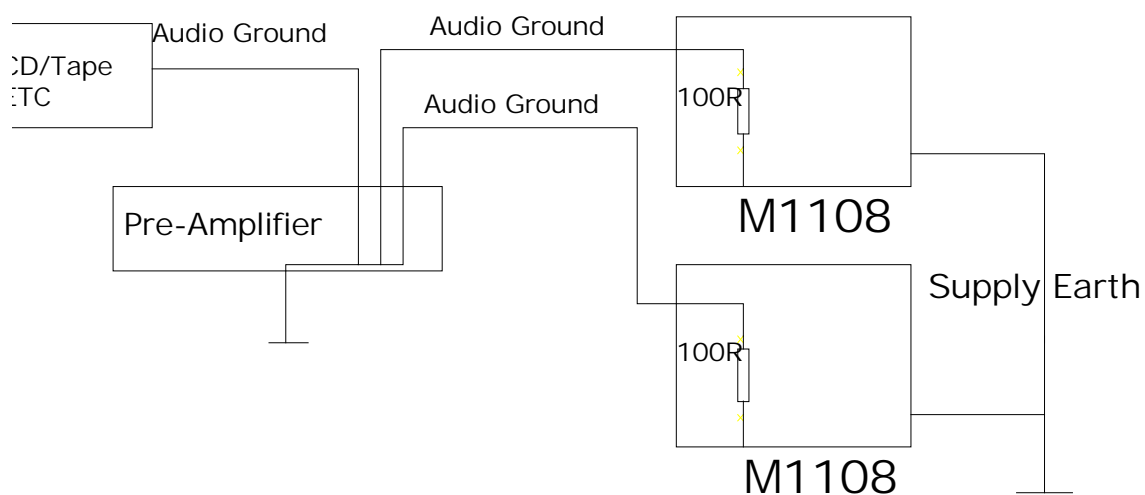 Audio Ground
Audio Ground
CD/Tape
ETC
100R
Audio Ground
M1108
Pre-Amplifier
Supply Earth
100R
M1108